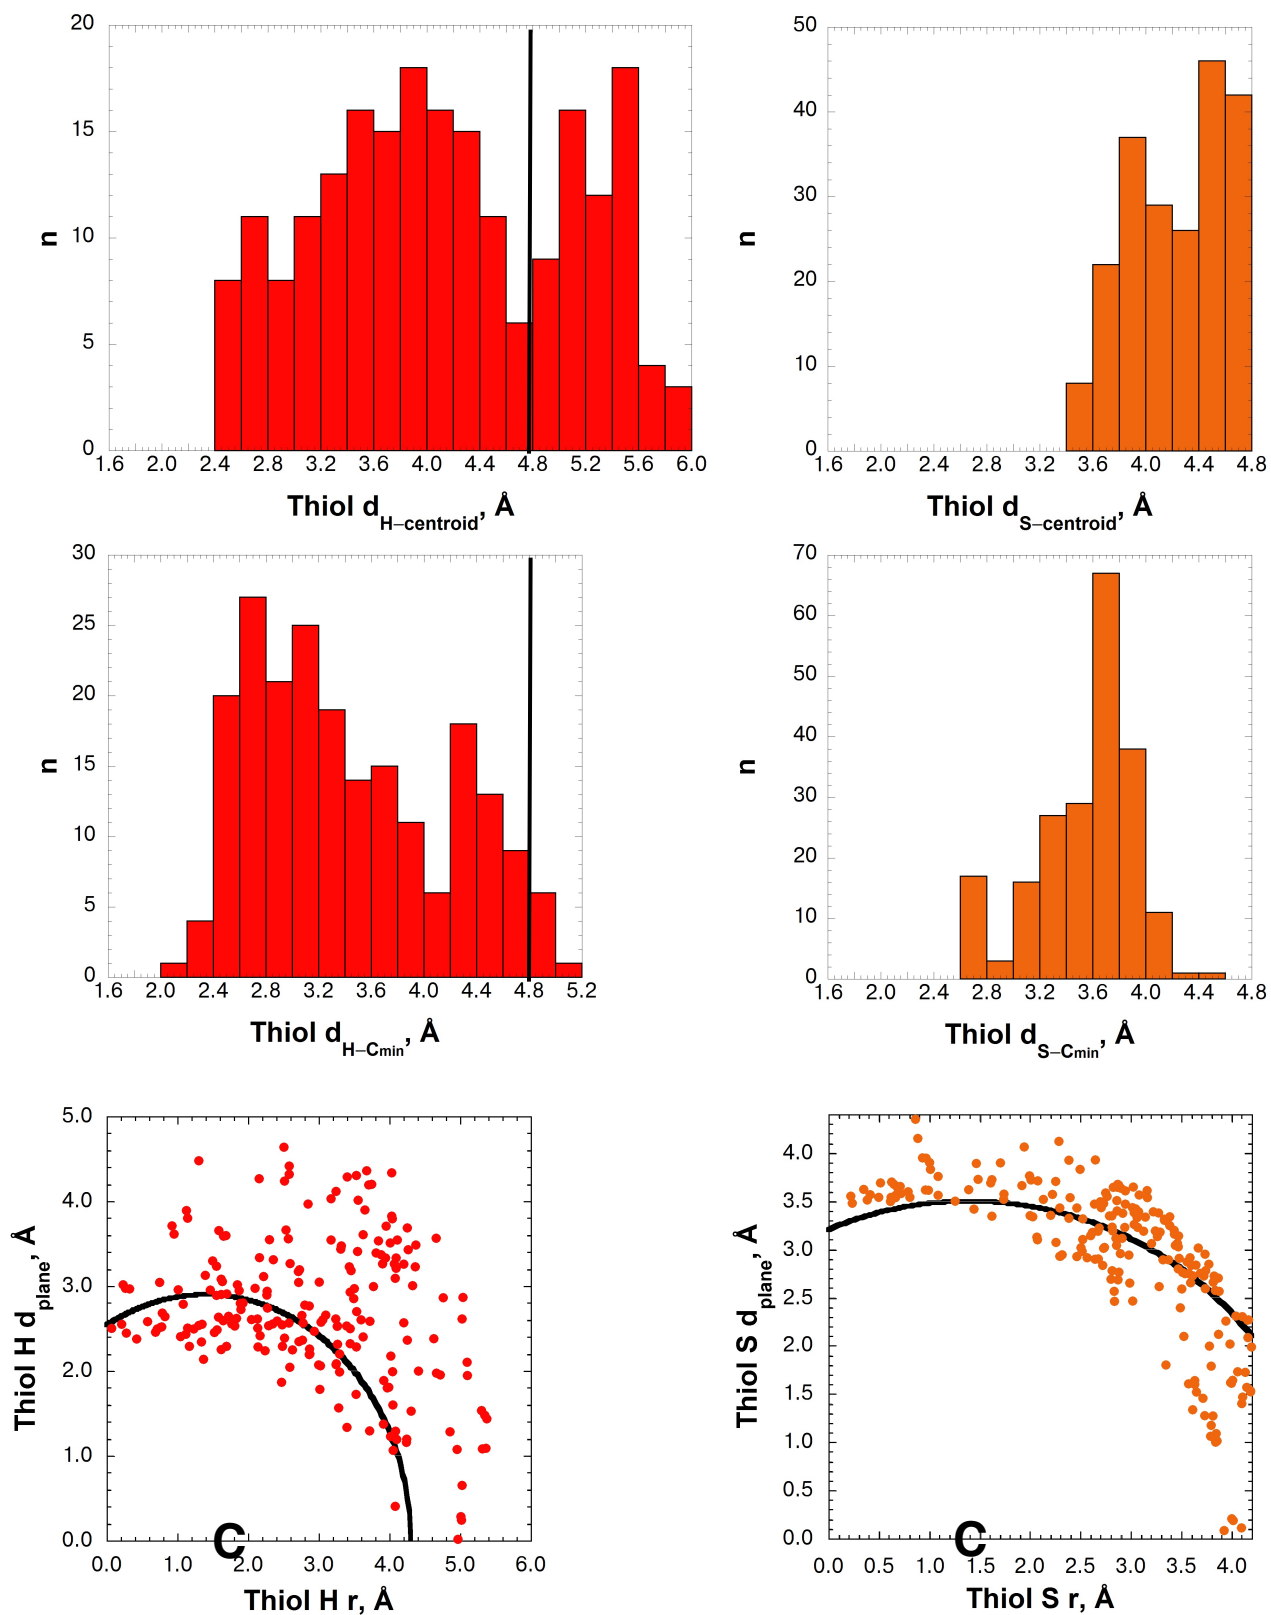 20
15
10
5
0
n
1.6 2.0 2.4 2.8 3.2 3.6 4.0 4.4 4.8 5.2 5.6 6.0
Thiol d H–centroid, Å
50
40
30
20
10
0
n
1.6 2.0 2.4 2.8 3.2 3.6 4.0 4.4 4.8
Thiol d S–centroid, Å
30
25
20
15
10
5
0
n
1.6 2.0 2.4 2.8 3.2 3.6 4.0 4.4 4.8 5.2
Thiol d H–Cmin, Å
70
60
50
40
30
20
10
0
n
1.6 2.0 2.4 2.8 3.2 3.6 4.0 4.4 4.8
Thiol d S–Cmin, Å
5.0
4.0
3.0
2.0
1.0
0.0
Thiol H d plane, Å
C
0.0 1.0 2.0 3.0 4.0 5.0 6.0
Thiol H r, Å
4.0
3.5
3.0
2.5
2.0
1.5
1.0
0.5
0.0
Thiol S d plane, Å
C
0.0 0.5 1.0 1.5 2.0 2.5 3.0 3.5 4.0
Thiol S r, Å